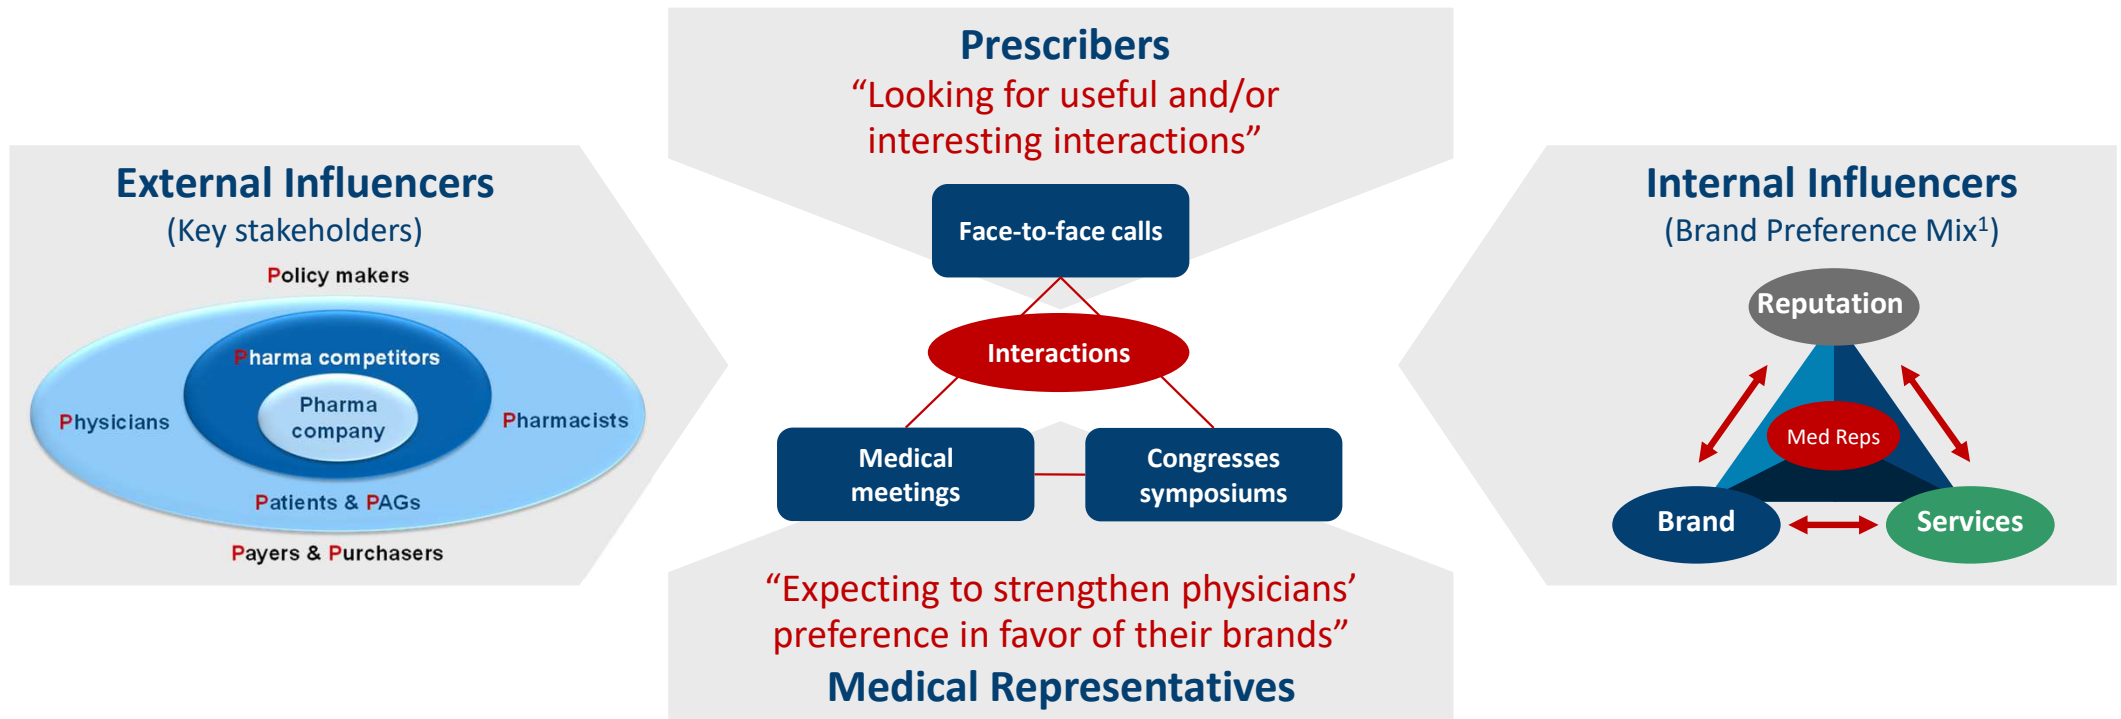 Prescribers
“Looking for useful and/or
interesting interactions”
External Influencers
(Key stakeholders)
Policy makers
Pharma competitors
Pharma
company
Physicians
Pharmacists
Patients & PAGs
Payers & Purchasers
Face-to-face calls
Interactions
Medical
meetings
Congresses
symposiums
“Expecting to strengthen physicians’
preference in favor of their brands”
Medical Representatives
Internal Influencers
(Brand Preference Mix¹)
Reputation
Med Reps
Brand
Services